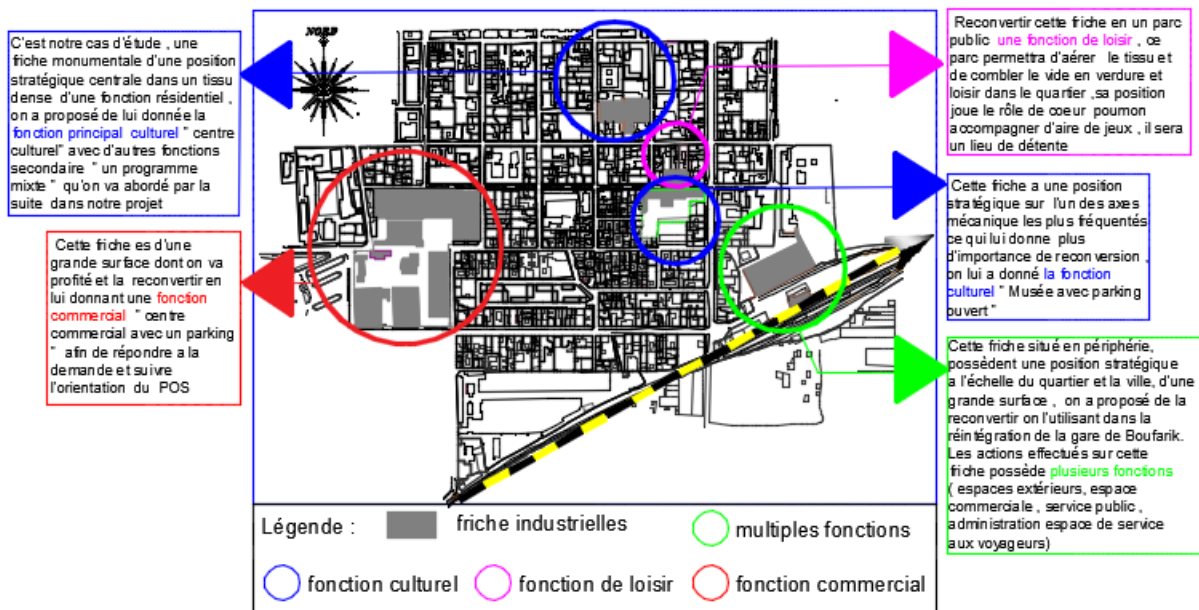 C'est notre cas d'étude , une
friche monumentale d'une position
stratégique centrale dans un tissu
dense d'une fonction résidentiel ,
on a proposé de lui donnée la
fonction principal culturel " centre
culturel" avec d'autres fonctions
secondaire " un programme
mixte " qu'on va abordé par la
suite dans notre projet
Cette friche es d'une
grande surface dont on va
profité et la reconvertir en
lui donnant une fonction
commercial " centre
commercial avec un parking
" afin de répondre a la
demande et suivre
l'orientation du POS
NORD
Reconvertir cette friche en un parc
public une fonction de loisir , ce
parc permettra d'aérer le tissu et
de combler le vide en verdure et
loisir dans le quartier ,sa position
joue le rôle de coeur poumon
accompagner d'aire de jeux , il sera
un lieu de détente
Cette friche a une position
stratégique sur l'un des axes
mécanique les plus fréquentés
ce qui lui donne plus
d'importance de reconversion ,
on lui a donné la fonction
culturel " Musée avec parking
ouvert "
Cette friche situé en périphérie,
possèdent une position stratégique
a l'échelle du quartier et la ville, d'une
grande surface , on a proposé de la
reconvertir on l'utilisant dans la
réintégration de la gare de Boufarik.
Les actions effectués sur cette
friche possède plusieurs fonctions
( espaces extérieurs, espace
commerciale , service public ,
administration espace de service
aux voyageurs)
Légende :
friche industrielles
multiples fonctions
fonction culturel
fonction de loisir
fonction commercial